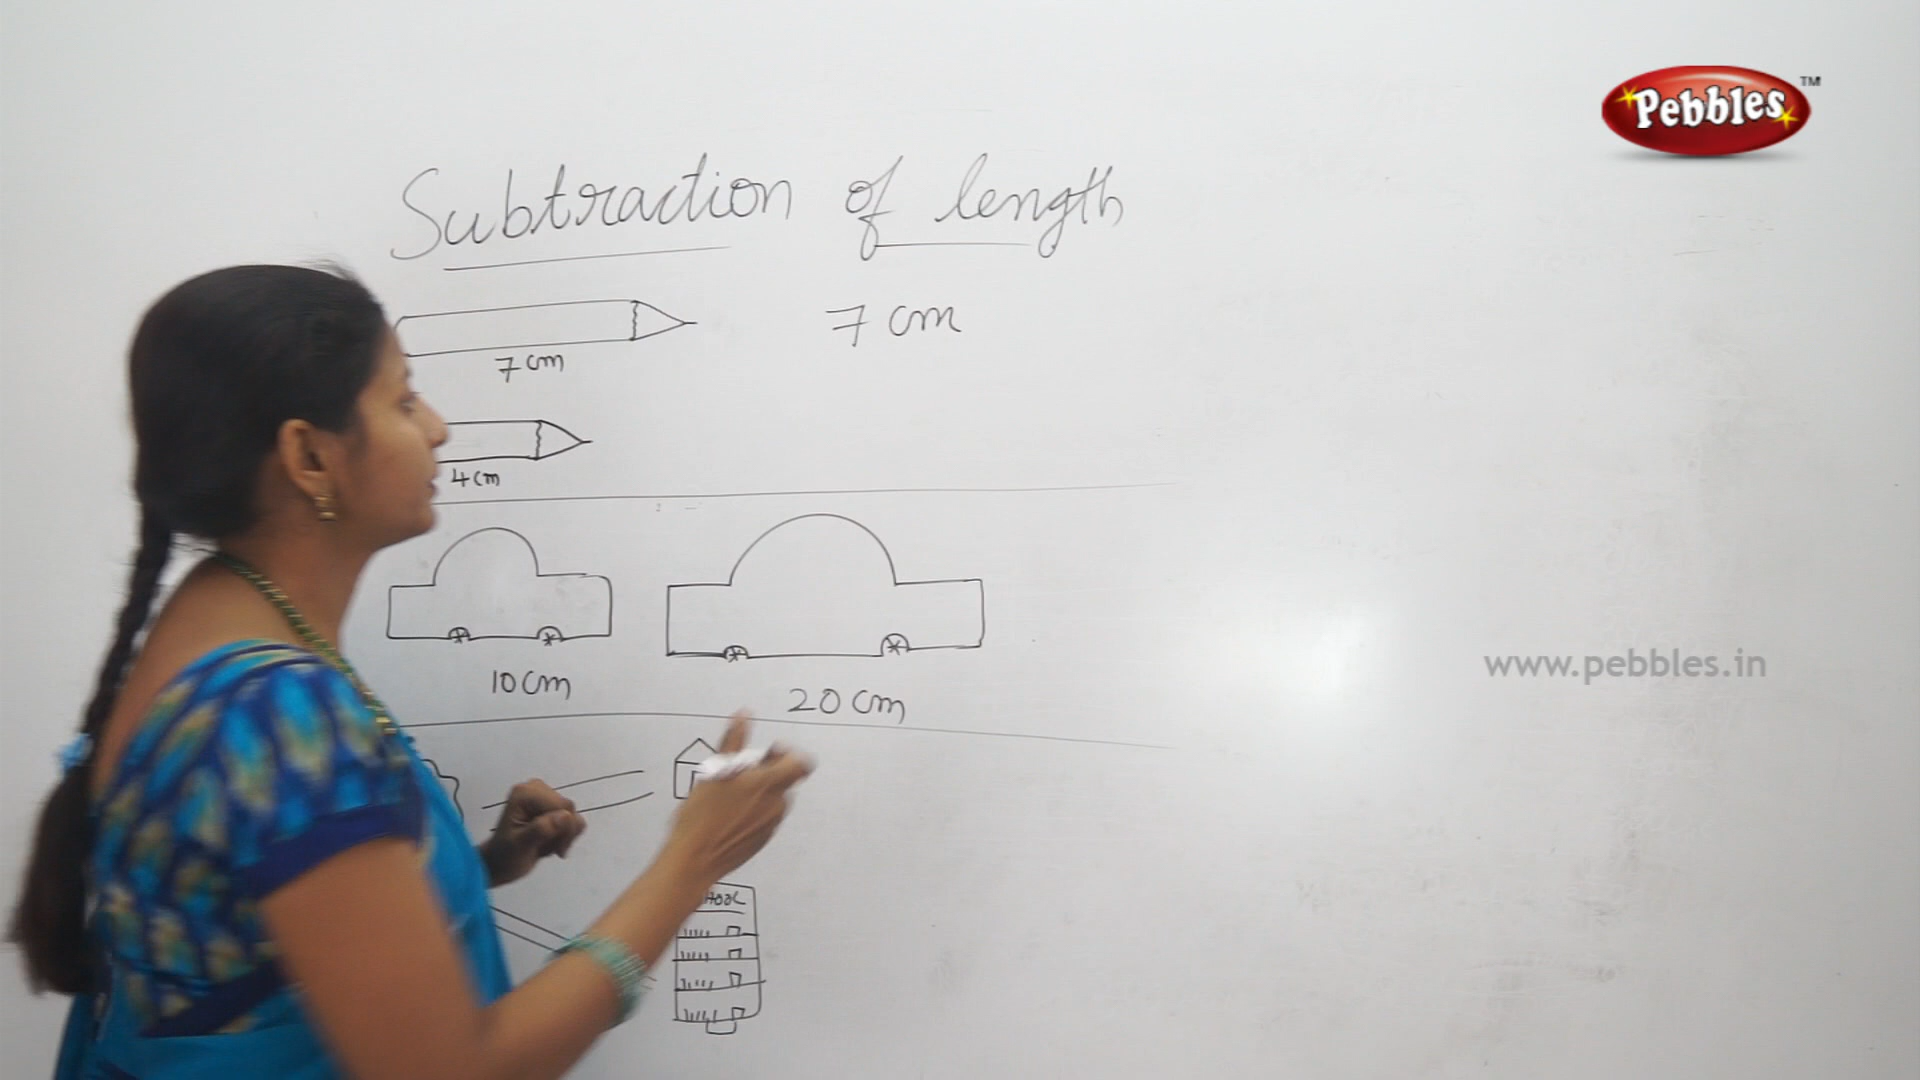 Pebbles TM
Subtraction of length
7 cm
7 cm
4 cm
10 cm
20 cm
www.pebbles.in